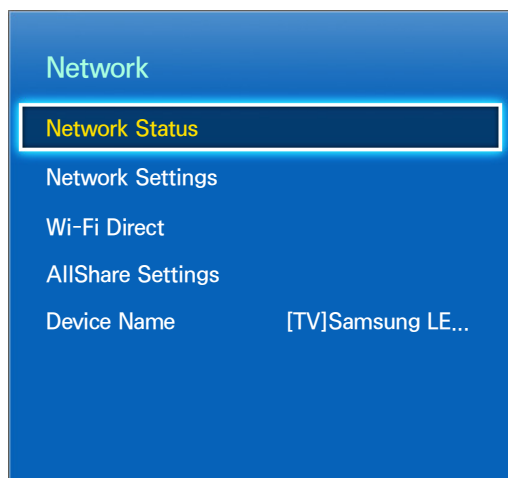 Network
Network Status
Network Settings
Wi-Fi Direct
AllShare Settings
Device Name [TV]Samsung LE...